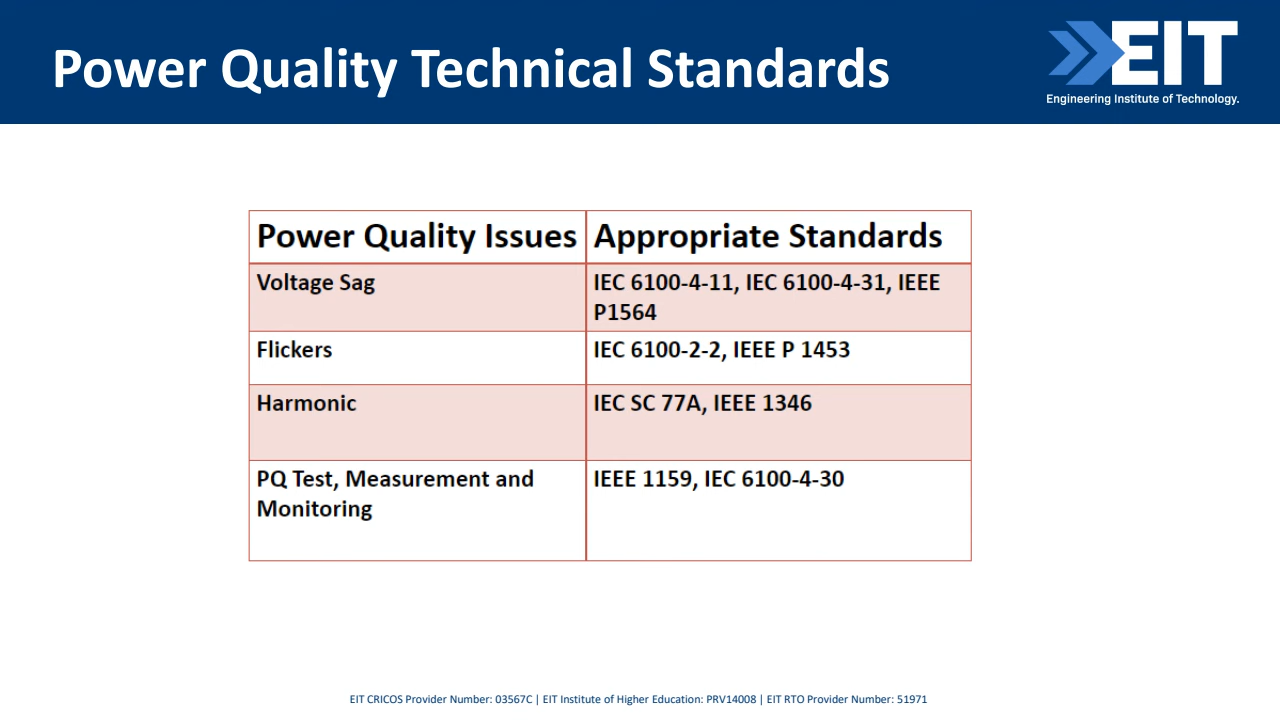 Power Quality Technical Standards
EIT
Engineering Institute of Technology.
Power Quality Issues
Appropriate Standards
Voltage Sag
IEC 6100-4-11, IEC 6100-4-31, IEEE
P1564
Flickers
IEC 6100-2-2, IEEE P 1453
Harmonic
IEC SC 77A, IEEE 1346
PQ Test, Measurement and
Monitoring
IEEE 1159, IEC 6100-4-30
EIT CRICOS Provider Number: 03567C | EIT Institute of Higher Education: PRV14008 | EIT RTO Provider Number: 51971